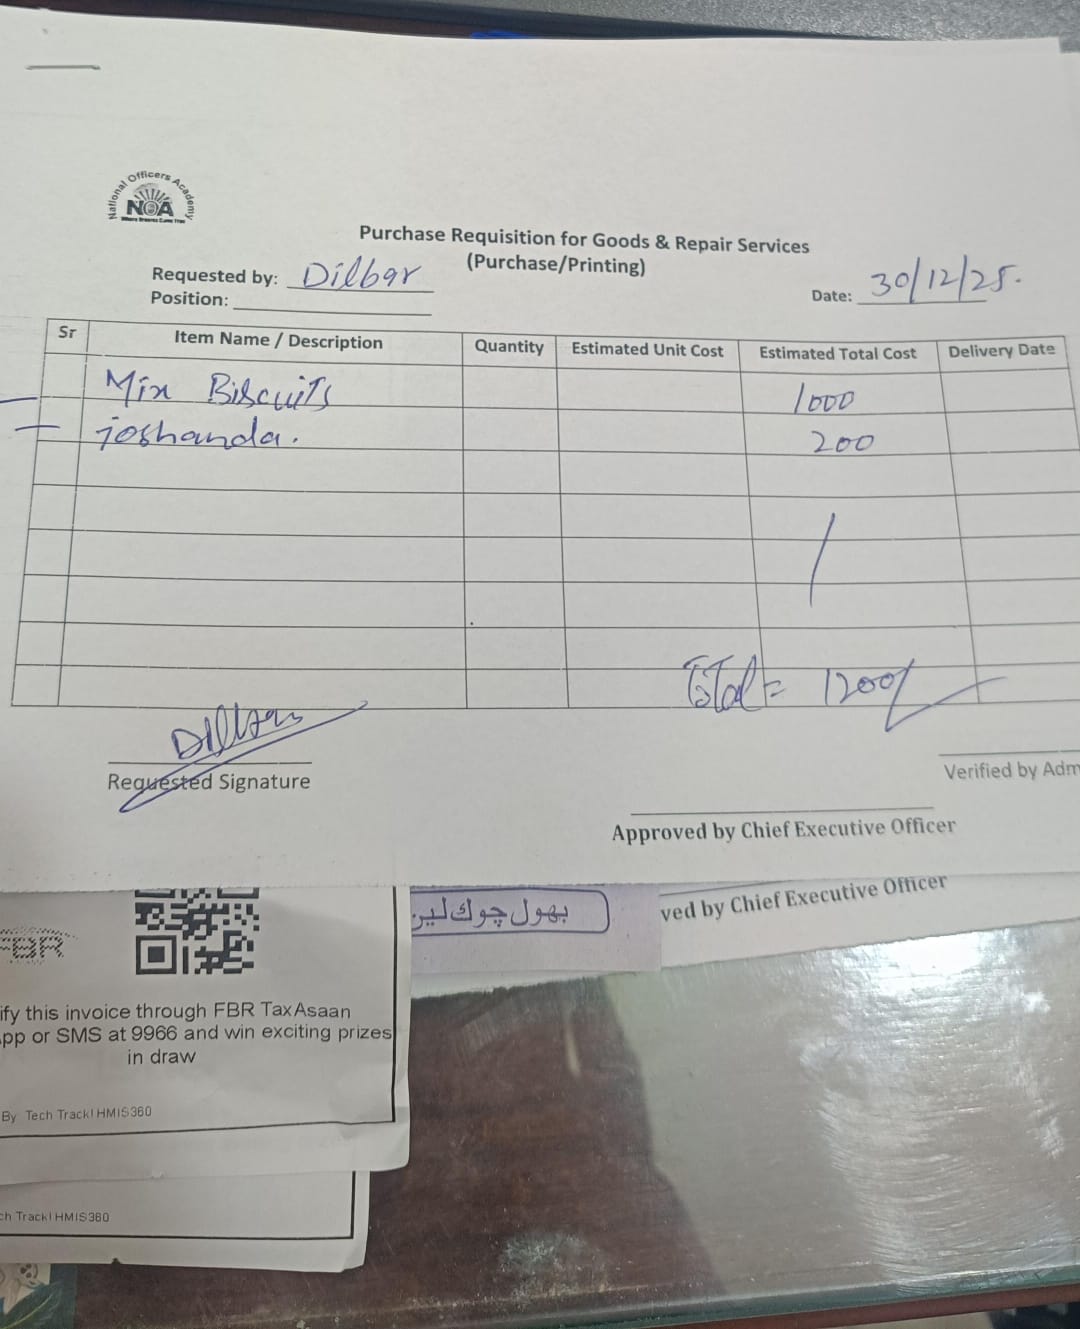 National Officers Academy
NOA
Purchase Requisition for Goods & Repair Services
(Purchase/Printing)
Requested by: Dilbar
Position:
Date: 30/12/25.
Sr Item Name / Description Quantity Estimated Unit Cost Estimated Total Cost Delivery Date
Mix Biscuits 1000
joshanda. 200
Total = 1200/
Dilbar
Requested Signature
Verified by Adm
Approved by Chief Executive Officer
ved by Chief Executive Officer
بھول چوک لین
FBR
ify this invoice through FBR TaxAsaan
pp or SMS at 9966 and win exciting prizes
in draw
By Tech Track| HMIS360
ch Track| HMIS360